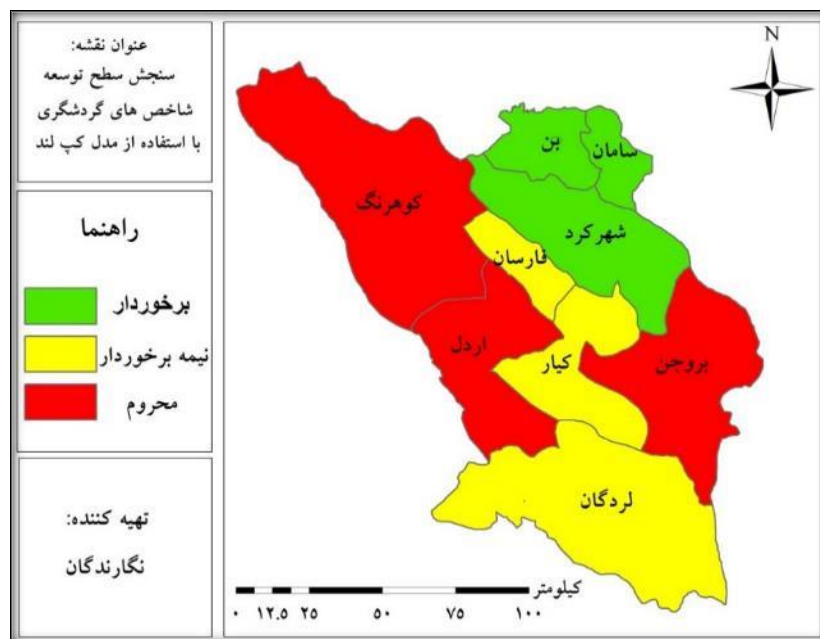 عنوان نقشه:
سنجش سطح توسعه
شاخص های گردشگری
با استفاده از مدل کپ لند
راهنما
برخوردار
نیمه برخوردار
محروم
تهیه کننده:
نگارندگان
N
بن
سامان
کوهرنگ
شهرکرد
فارسان
اردل
کیار
بروجن
لردگان
کیلومتر
۰ ۱۲.۵ ۲۵ ۵۰ ۷۵ ۱۰۰